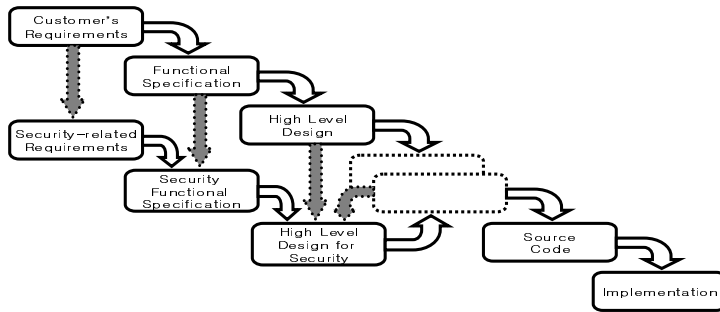 Customer's
Requirements
Functional
Specification
High Level
Design
Security-related
Requirements
Security
Functional
Specification
High Level
Design for
Security
Source
Code
Implementation